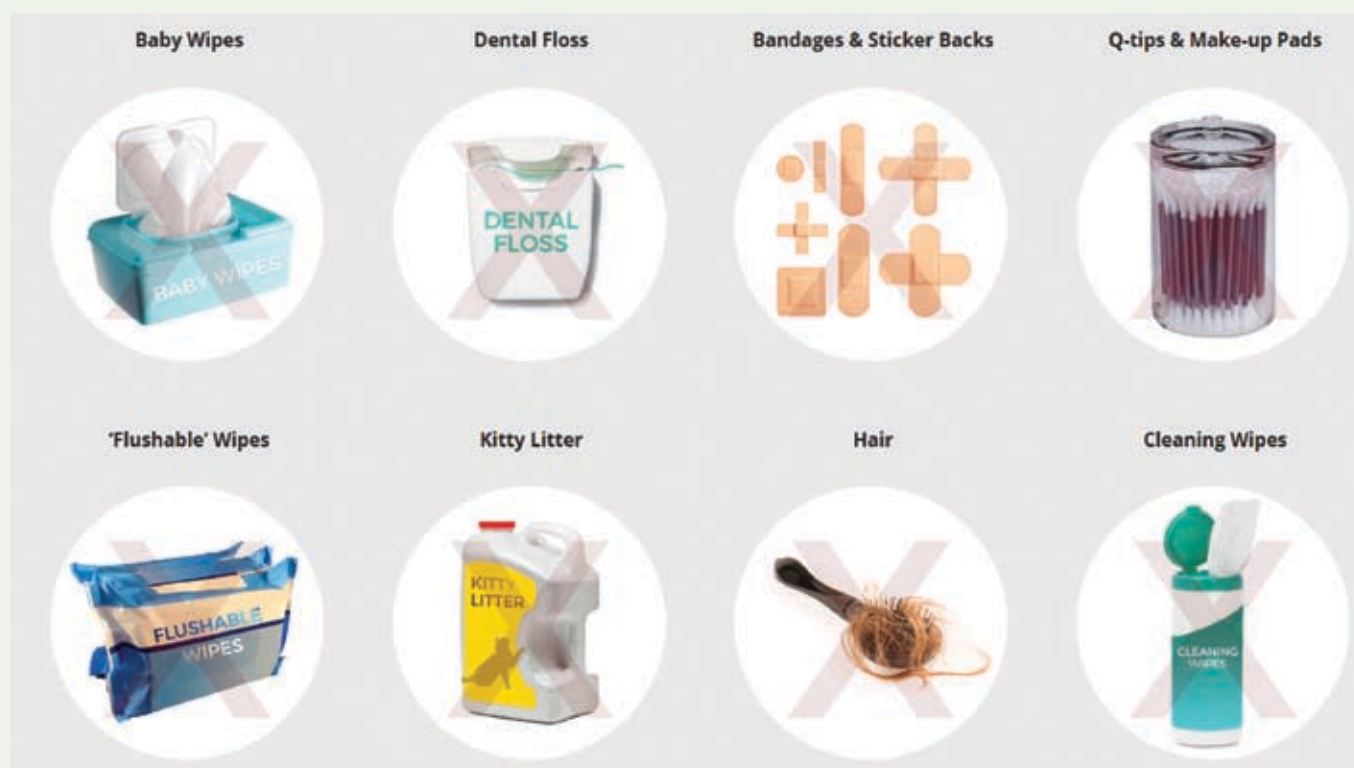 Baby Wipes
Dental Floss
Bandages & Sticker Backs
Q-tips & Make-up Pads
BABY WIPES
DENTAL
FLOSS
'Flushable' Wipes
Kitty Litter
Hair
Cleaning Wipes
FLUSHABLE
WIPES
KITTY
LITTER
CLEANING
WIPES